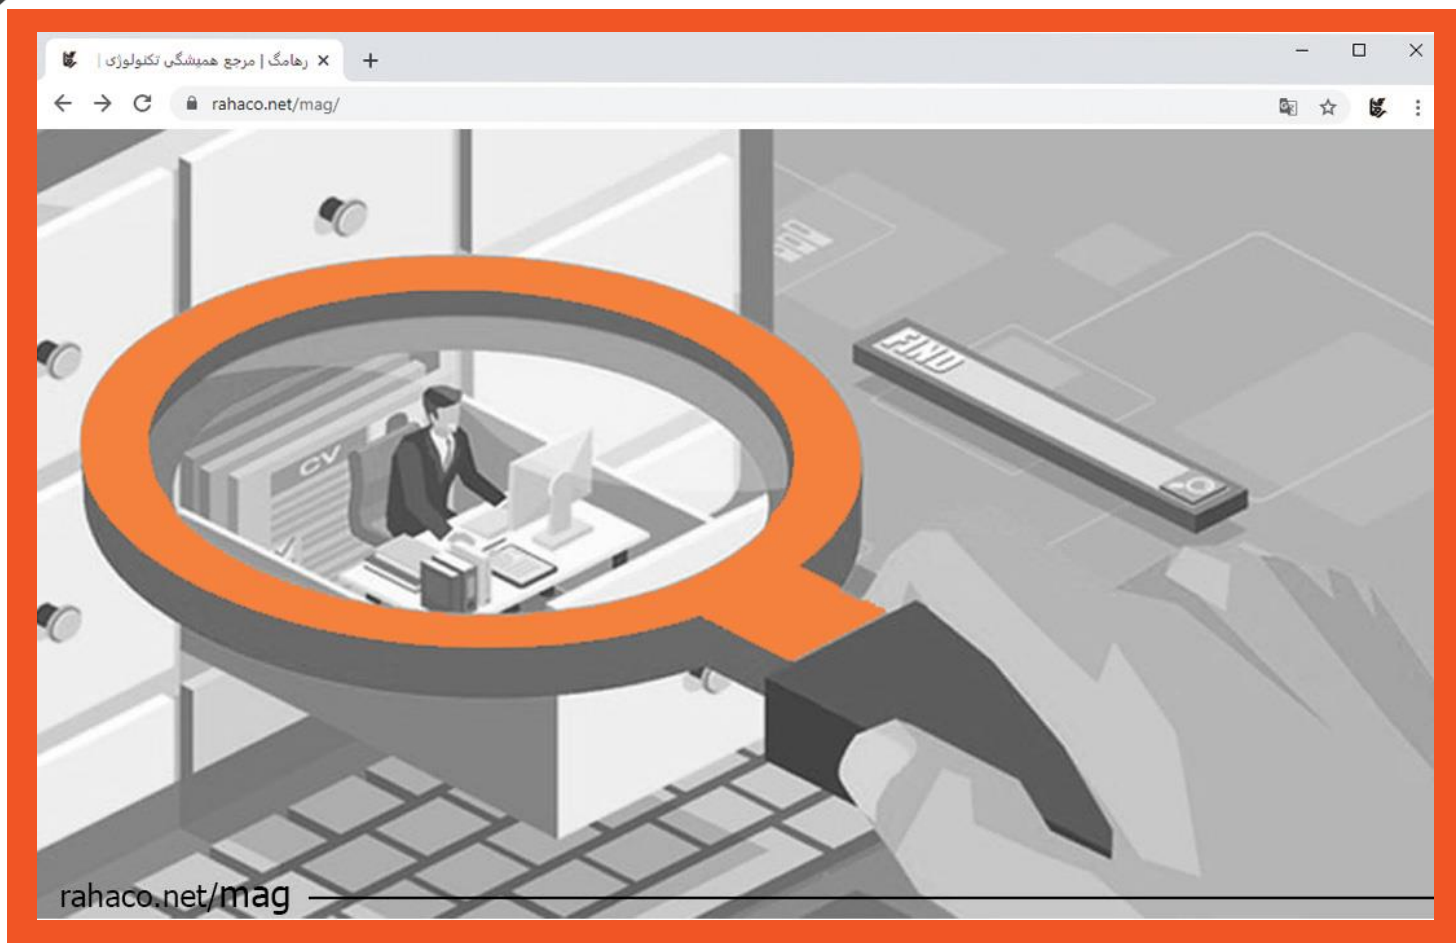 رهامگ | مرجع همیشگی تکنولوژی |
rahaco.net/mag/
FIND
CV
rahaco.net/mag